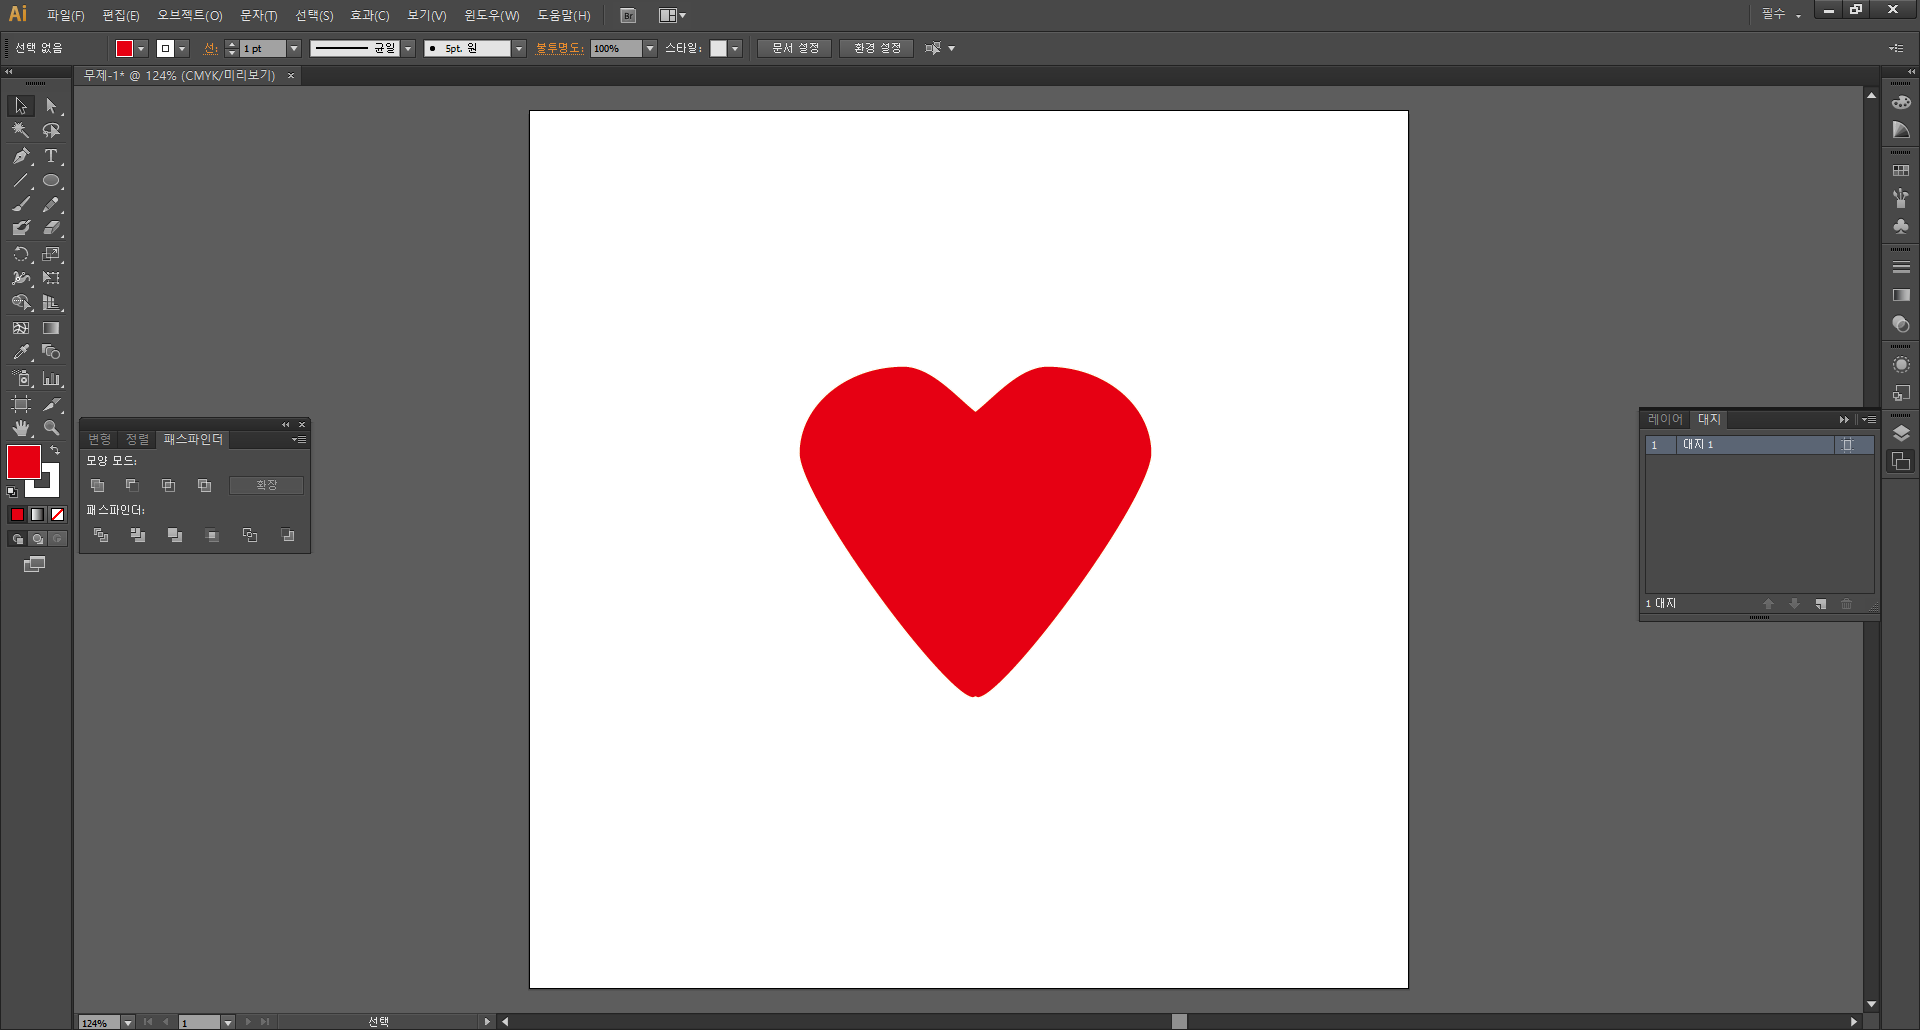 Ai 파일(F) 편집(E) 오브젝트(O) 문자(T) 선택(S) 효과(C) 보기(V) 윈도우(W) 도움말(H) Br 필수
선택 없음 선: 1 pt 균일 5pt. 원 불투명도: 100% 스타일: 문서 설정 환경 설정
무제-1* @ 124% (CMYK/미리보기)
변형 정렬 패스파인더
모양 모드:
확장
패스파인더:
레이어 대지
1 대지 1
1 대지
124% 1 선택